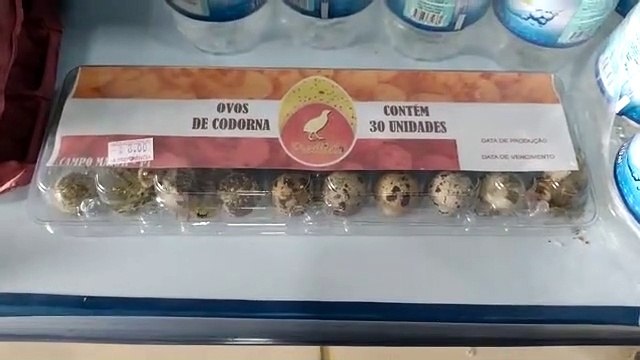 OVOS
DE CODORNA
CONTÉM
30 UNIDADES
DATA DE PRODUÇÃO
DATA DE VENCIMENTO
CAMPO